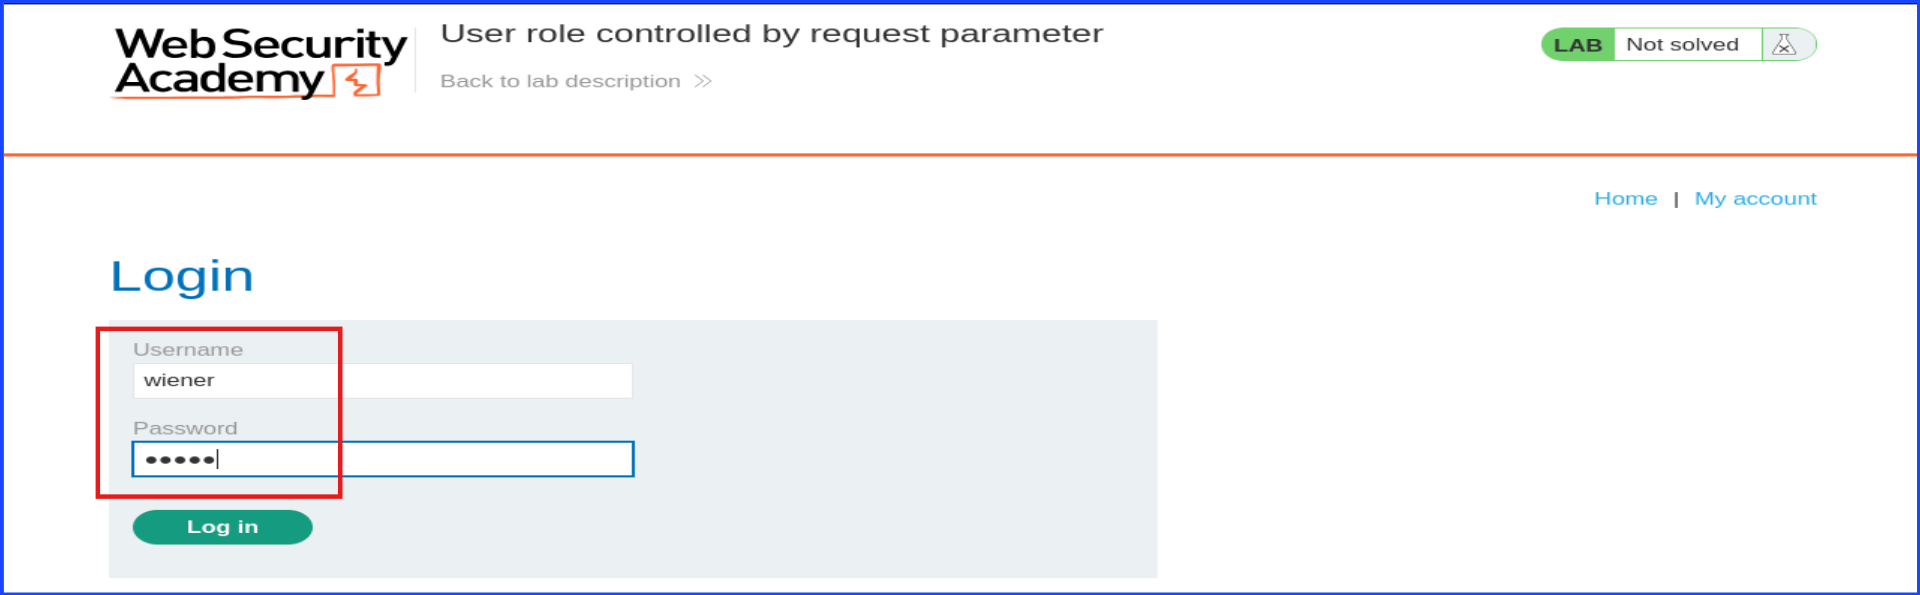 Web Security
Academy
User role controlled by request parameter
Back to lab description
LAB Not solved
Home | My account
Login
Username
wiener
Password
•••••
Log in